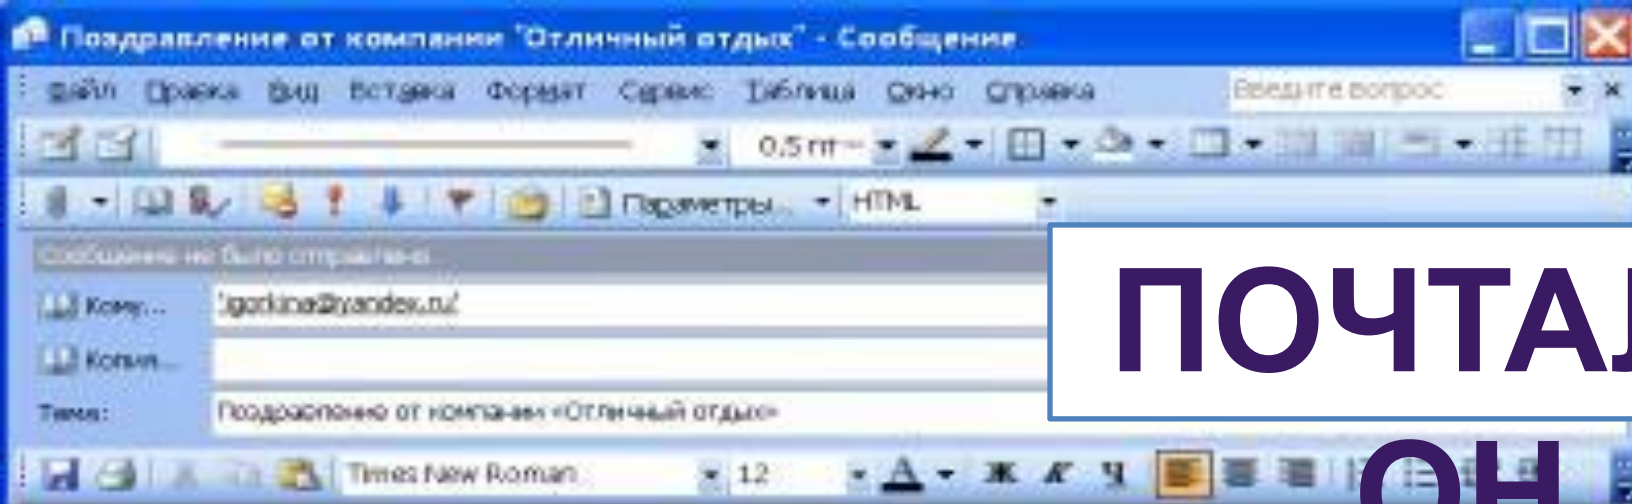 Поздравление от компании "Отличный отдых" - Сообщение
Файл Правка Вид Вставка Формат Сервис Таблица Окно Справка Введите вопрос
0,5 пт
Параметры... HTML
Сообщение не было отправлено.
Кому... 'igorkina@yandex.ru'
Копия...
Тема: Поздравление от компании «Отличный отдых»
ПОЧТАЛ
ОН
Times New Roman 12 А Ж К Ч